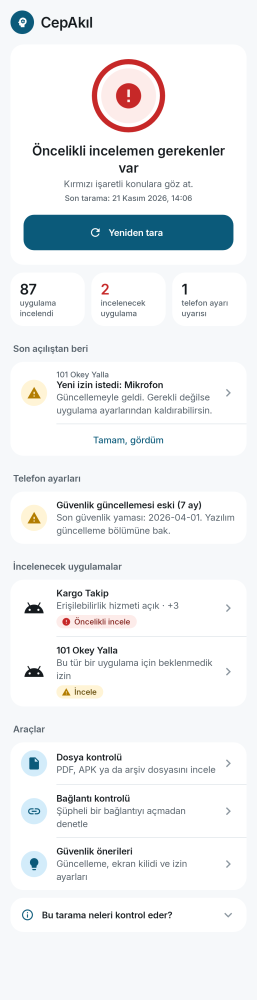 CepAkıl
Öncelikli incelemen gerekenler
var
Kırmızı işaretli konulara göz at.
Son tarama: 21 Kasım 2026, 14:06
Yeniden tara
87
uygulama
incelendi
2
incelenecek
uygulama
1
telefon ayarı
uyarısı
Son açılıştan beri
101 Okey Yalla
Yeni izin istedi: Mikrofon
Güncellemeyle geldi. Gerekli değilse
uygulama ayarlarından kaldırabilirsin.
Tamam, gördüm
Telefon ayarları
Güvenlik güncellemesi eski (7 ay)
Son güvenlik yaması: 2026-04-01. Yazılım
güncelleme bölümüne bak.
İncelenecek uygulamalar
Kargo Takip
Erişilebilirlik hizmeti açık · +3
Öncelikli incele
101 Okey Yalla
Bu tür bir uygulama için beklenmedik
izin
İncele
Araçlar
Dosya kontrolü
PDF, APK ya da arşiv dosyasını incele
Bağlantı kontrolü
Şüpheli bir bağlantıyı açmadan
denetle
Güvenlik önerileri
Güncelleme, ekran kilidi ve izin
ayarları
Bu tarama neleri kontrol eder?